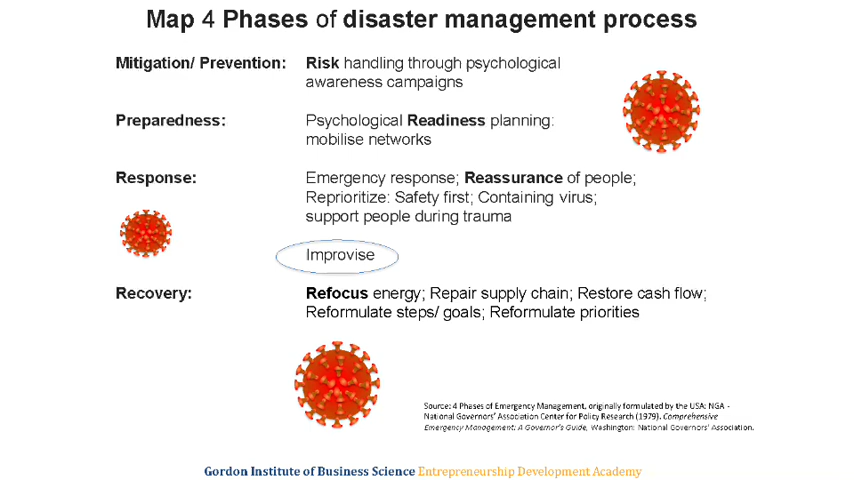 Map 4 Phases of disaster management process
Mitigation/ Prevention: Risk handling through psychological
awareness campaigns
Preparedness: Psychological Readiness planning:
mobilise networks
Response: Emergency response; Reassurance of people;
Reprioritize: Safety first; Containing virus;
support people during trauma
Improvise
Recovery: Refocus energy; Repair supply chain; Restore cash flow;
Reformulate steps/ goals; Reformulate priorities
Source: 4 Phases of Emergency Management, originally formulated by the USA: NGA -
National Governors' Association Center for Policy Research (1979). Comprehensive
Emergency Management: A Governor's Guide, Washington: National Governors' Association.
Gordon Institute of Business Science Entrepreneurship Development Academy